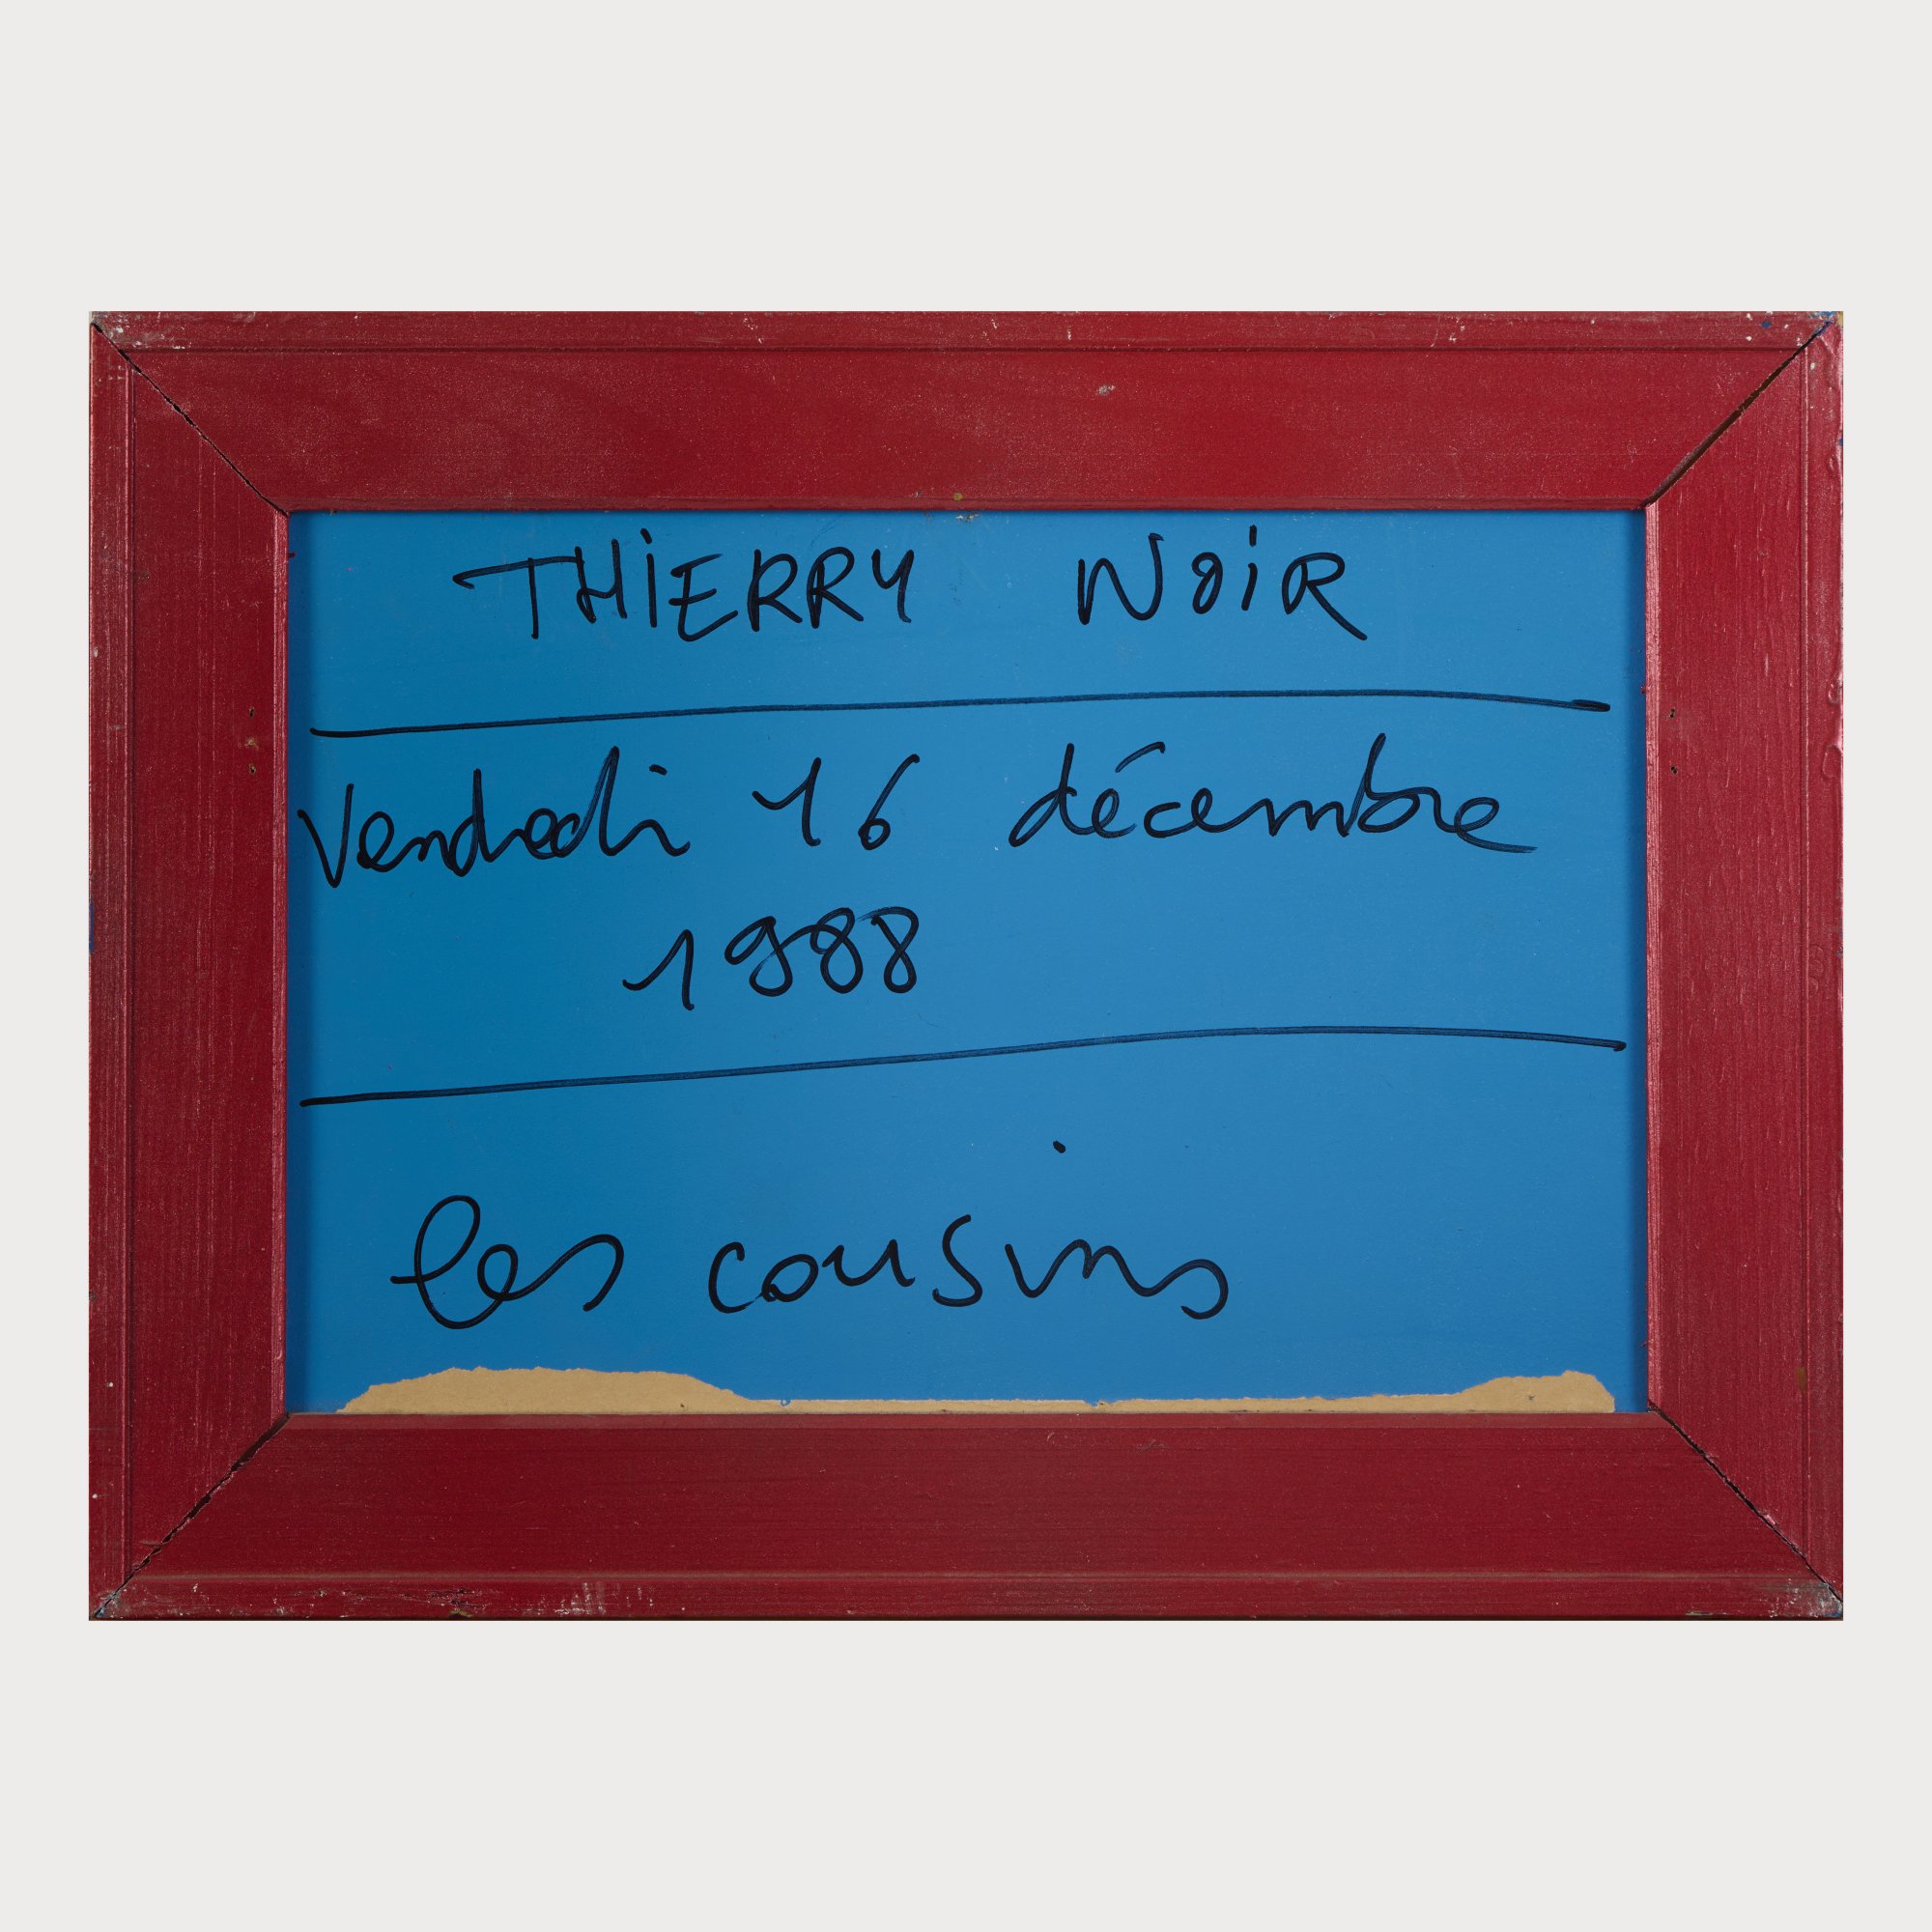 THiERRY NOiR
Vendredi 16 décembre
1988
les cousins